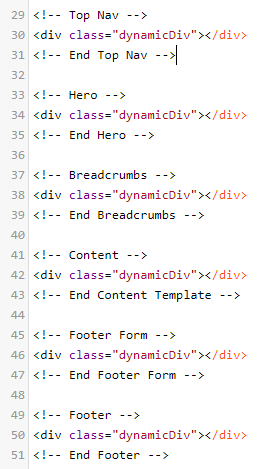 29 <!-- Top Nav -->
30 <div class="dynamicDiv"></div>
31 <!-- End Top Nav -->
32
33 <!-- Hero -->
34 <div class="dynamicDiv"></div>
35 <!-- End Hero -->
36
37 <!-- Breadcrumbs -->
38 <div class="dynamicDiv"></div>
39 <!-- End Breadcrumbs -->
40
41 <!-- Content -->
42 <div class="dynamicDiv"></div>
43 <!-- End Content Template -->
44
45 <!-- Footer Form -->
46 <div class="dynamicDiv"></div>
47 <!-- End Footer Form -->
48
49 <!-- Footer -->
50 <div class="dynamicDiv"></div>
51 <!-- End Footer -->